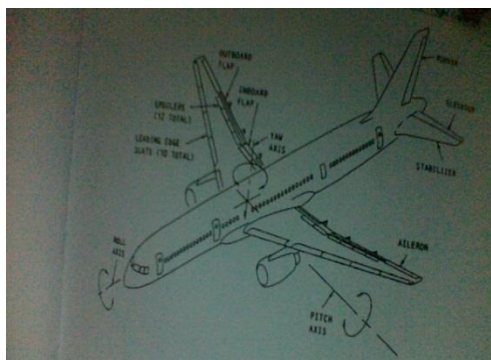 OUTBOARD
FLAP
INBOARD
FLAP
SPOILERS
(12 TOTAL)
LEADING EDGE
SLATS (10 TOTAL)
YAW
AXIS
RUDDER
ELEVATOR
STABILIZER
ROLL
AXIS
AILERON
PITCH
AXIS